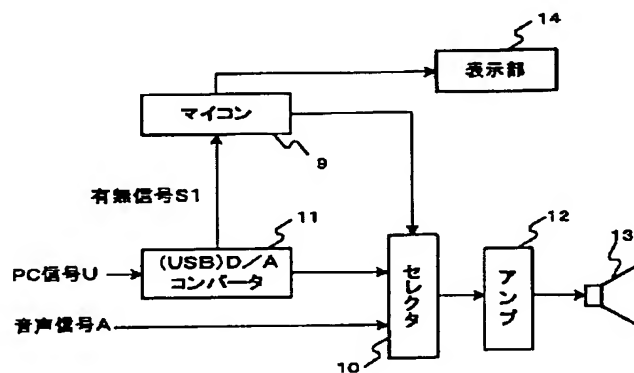 14
表示部
マイコン
9
有無信号S1
11
12
13
PC信号U
(USB)D/A
コンバータ
セレクタ
アンプ
音声信号A
10